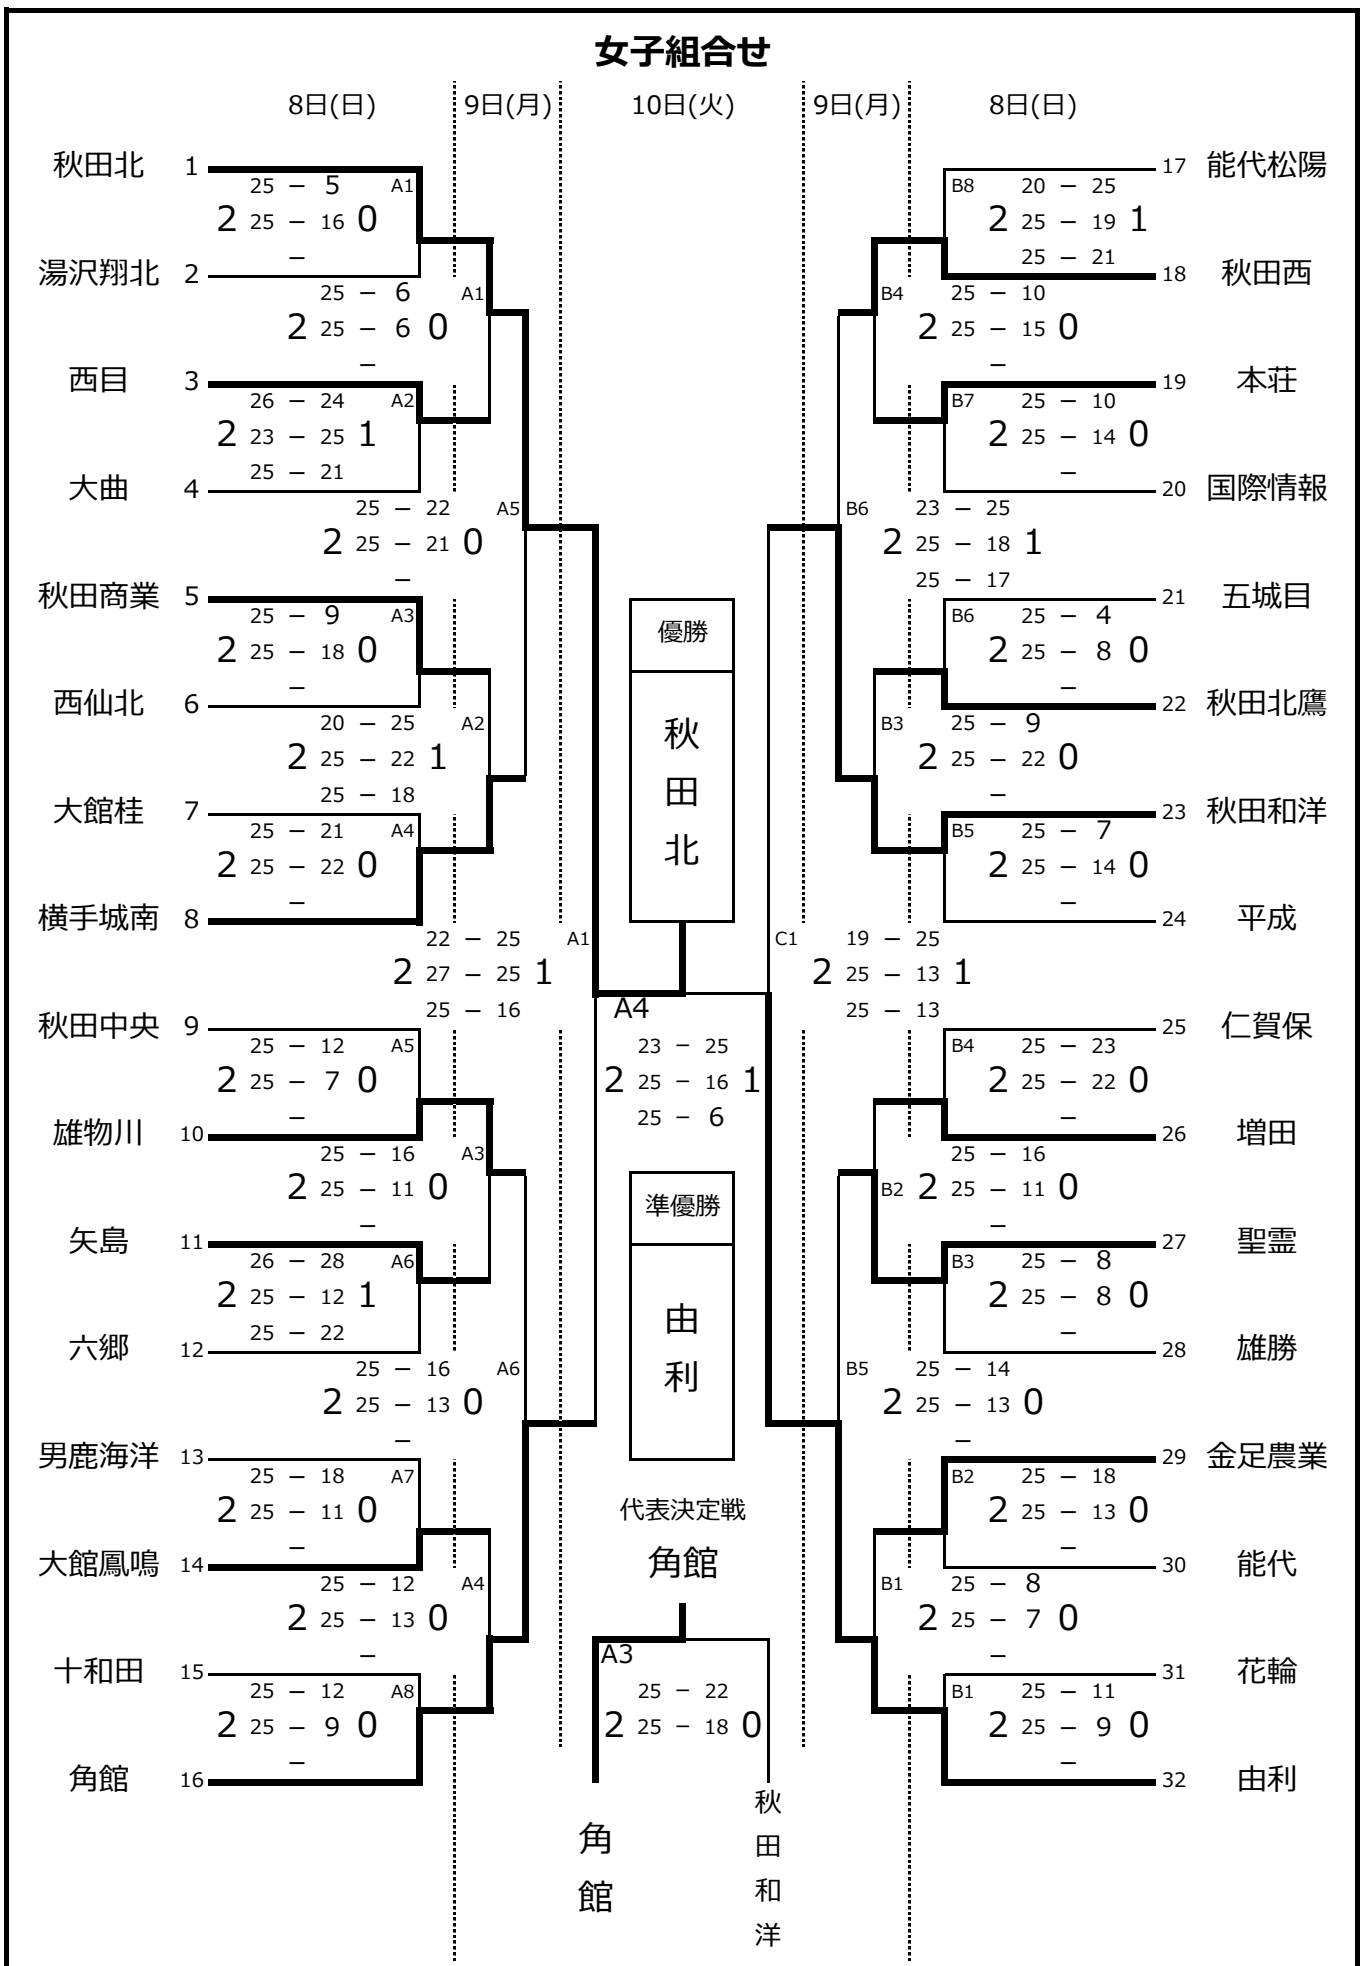 女子組合せ
8日(日) 9日(月) 10日(火) 9日(月) 8日(日)
秋田北 1
25 − 5 A1
2 25 − 16 0
−
湯沢翔北 2
25 − 6 A1
2 25 − 6 0
−
西目 3
26 − 24 A2
2 23 − 25 1
25 − 21
大曲 4
25 − 22 A5
2 25 − 21 0
−
秋田商業 5
25 − 9 A3
2 25 − 18 0
−
西仙北 6
20 − 25 A2
2 25 − 22 1
25 − 18
大館桂 7
25 − 21 A4
2 25 − 22 0
−
横手城南 8
22 − 25 A1
2 27 − 25 1
25 − 16
秋田中央 9
25 − 12 A5
2 25 − 7 0
−
雄物川 10
25 − 16 A3
2 25 − 11 0
−
矢島 11
26 − 28 A6
2 25 − 12 1
25 − 22
六郷 12
25 − 16 A6
2 25 − 13 0
−
男鹿海洋 13
25 − 18 A7
2 25 − 11 0
−
大館鳳鳴 14
25 − 12 A4
2 25 − 13 0
−
十和田 15
25 − 12 A8
2 25 − 9 0
−
角館 16
優勝
秋田北
A4
23 − 25
2 25 − 16 1
25 − 6
準優勝
由利
代表決定戦
角館
A3
25 − 22
2 25 − 18 0
角館
秋田和洋
17 能代松陽
B8 20 − 25
2 25 − 19 1
25 − 21
18 秋田西
B4 25 − 10
2 25 − 15 0
−
19 本荘
B7 25 − 10
2 25 − 14 0
−
20 国際情報
B6 23 − 25
2 25 − 18 1
25 − 17
21 五城目
B6 25 − 4
2 25 − 8 0
−
22 秋田北鷹
B3 25 − 9
2 25 − 22 0
−
23 秋田和洋
B5 25 − 7
2 25 − 14 0
−
24 平成
C1 19 − 25
2 25 − 13 1
25 − 13
25 仁賀保
B4 25 − 23
2 25 − 22 0
−
26 増田
25 − 16
B2 2 25 − 11 0
−
27 聖霊
B3 25 − 8
2 25 − 8 0
−
28 雄勝
B5 25 − 14
2 25 − 13 0
−
29 金足農業
B2 25 − 18
2 25 − 13 0
−
30 能代
B1 25 − 8
2 25 − 7 0
−
31 花輪
B1 25 − 11
2 25 − 9 0
−
32 由利